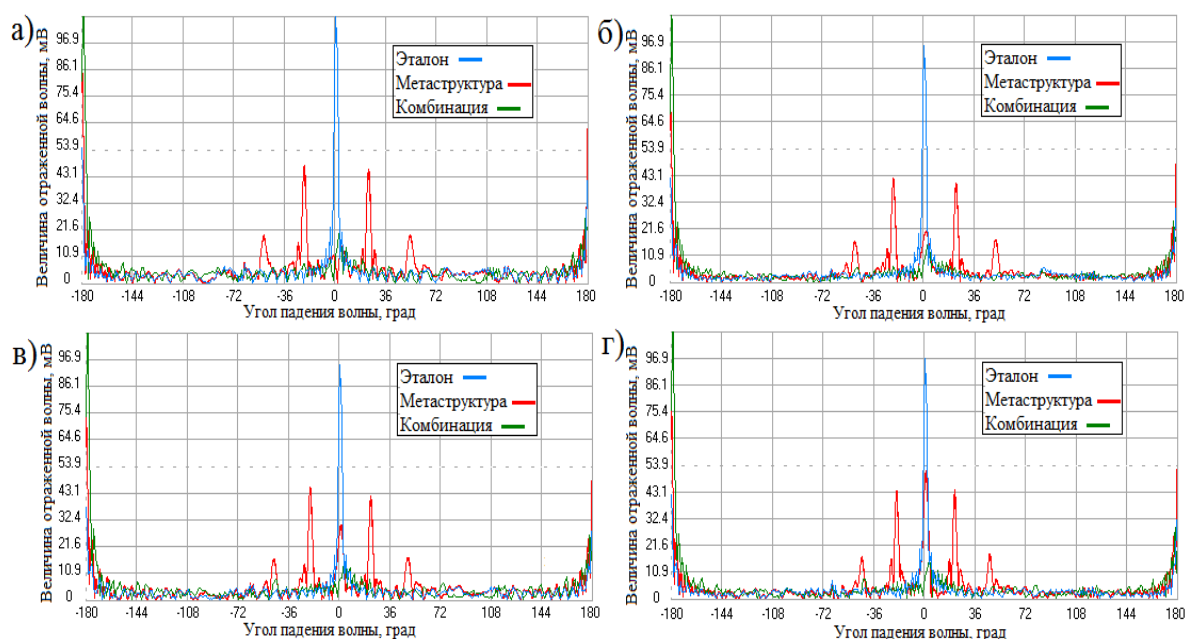 а)
Величина отраженной волны, мВ
96.9
86.1
75.4
64.6
53.9
43.1
32.4
21.6
10.9
0
Эталон
Метаструктура
Комбинация
-180 -144 -108 -72 -36 0 36 72 108 144 180
Угол падения волны, град
б)
Величина отраженной волны, мВ
96.9
86.1
75.4
64.6
53.9
43.1
32.4
21.6
10.9
0
Эталон
Метаструктура
Комбинация
-180 -144 -108 -72 -36 0 36 72 108 144 180
Угол падения волны, град
в)
Величина отраженной волны, мВ
96.9
86.1
75.4
64.6
53.9
43.1
32.4
21.6
10.9
0
Эталон
Метаструктура
Комбинация
-180 -144 -108 -72 -36 0 36 72 108 144 180
Угол падения волны, град
г)
Величина отраженной волны, мВ
96.9
86.1
75.4
64.6
53.9
43.1
32.4
21.6
10.9
0
Эталон
Метаструктура
Комбинация
-180 -144 -108 -72 -36 0 36 72 108 144 180
Угол падения волны, град